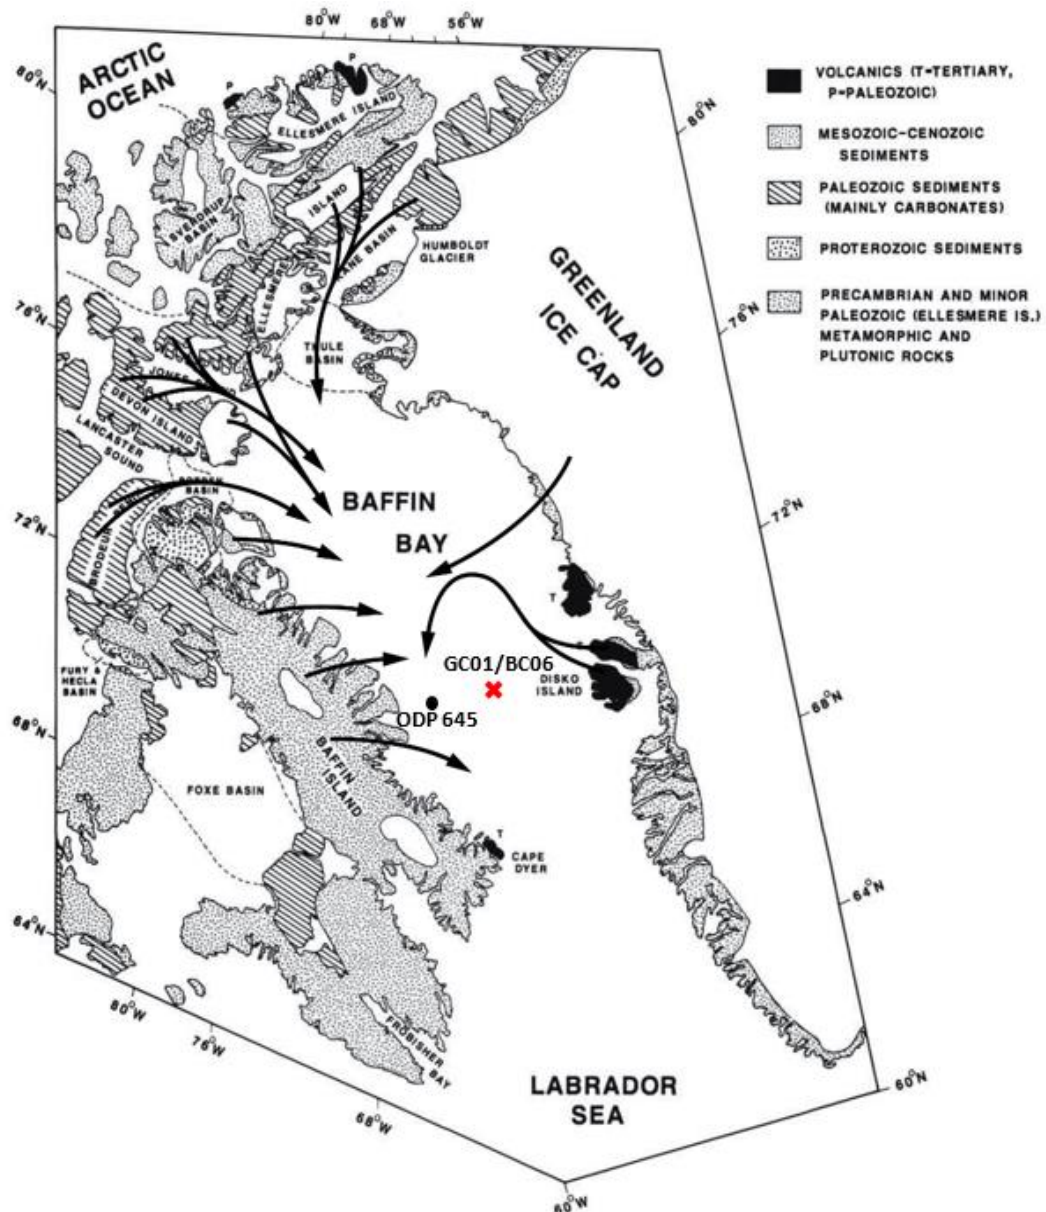 80°W 68°W 56°W
80°N
ARCTIC
OCEAN
P
P
ELLESMERE ISLAND
80°N
VOLCANICS (T-TERTIARY,
P-PALEOZOIC)
MESOZOIC-CENOZOIC
SEDIMENTS
PALEOZOIC SEDIMENTS
(MAINLY CARBONATES)
PROTEROZOIC SEDIMENTS
PRECAMBRIAN AND MINOR
PALEOZOIC (ELLESMERE IS.)
METAMORPHIC AND
PLUTONIC ROCKS
SVERDRUP
BASIN
ISLAND
ELLESMERE
BASIN
HUMBOLDT
GLACIER
GREENLAND
ICE CAP
76°N
76°N
THULE
BASIN
DEVON ISLAND
LANCASTER
SOUND
BASIN
72°N
72°N
BAFFIN
BAY
BRODEUR
T
GC01/BC06
DISKO
ISLAND
FURY &
HECLA
BASIN
ODP 645
68°N
68°N
BAFFIN
ISLAND
FOXE BASIN
T
CAPE
DYER
64°N
64°N
FROBISHER
BAY
80°W
76°W
68°W
60°W
60°N
LABRADOR
SEA